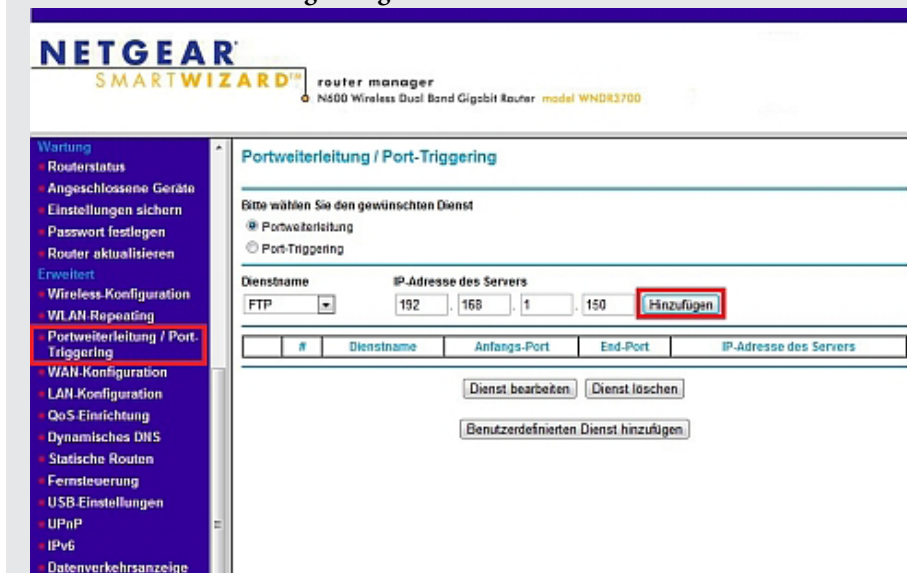 NETGEAR
SMARTWIZARD™ router manager
N600 Wireless Dual Band Gigabit Router model WNDR3700
Wartung
Routerstatus
Angeschlossene Geräte
Einstellungen sichern
Passwort festlegen
Router aktualisieren
Erweitert
Wireless-Konfiguration
WLAN-Repeating
Portweiterleitung / Port-
Triggering
WAN-Konfiguration
LAN-Konfiguration
QoS-Einrichtung
Dynamisches DNS
Statische Routen
Fernsteuerung
USB-Einstellungen
UPnP
IPv6
Datenverkehrsanzeige
Portweiterleitung / Port-Triggering
Bitte wählen Sie den gewünschten Dienst
Portweiterleitung
Port-Triggering
Dienstname IP-Adresse des Servers
FTP 192 . 168 . 1 . 150 Hinzufügen
# Dienstname Anfangs-Port End-Port IP-Adresse des Servers
Dienst bearbeiten Dienst löschen
Benutzerdefinierten Dienst hinzufügen